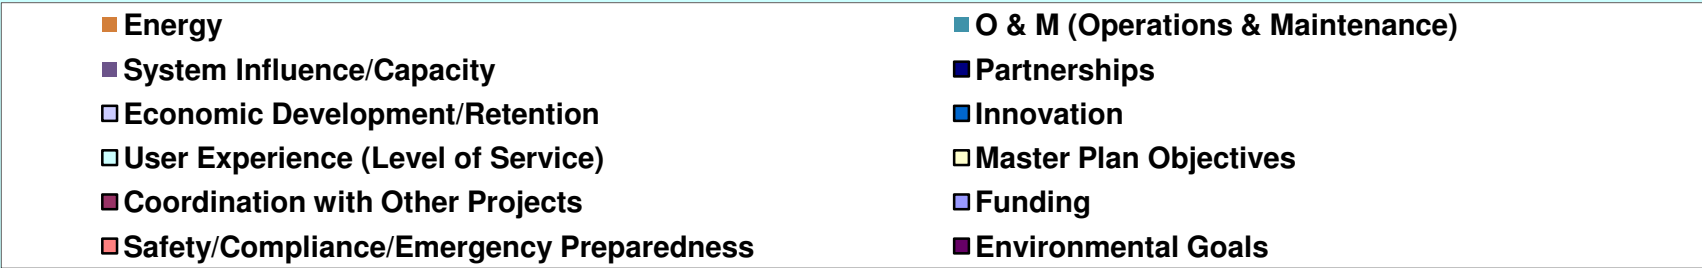 Energy
O & M (Operations & Maintenance)
System Influence/Capacity
Partnerships
Economic Development/Retention
Innovation
User Experience (Level of Service)
Master Plan Objectives
Coordination with Other Projects
Funding
Safety/Compliance/Emergency Preparedness
Environmental Goals